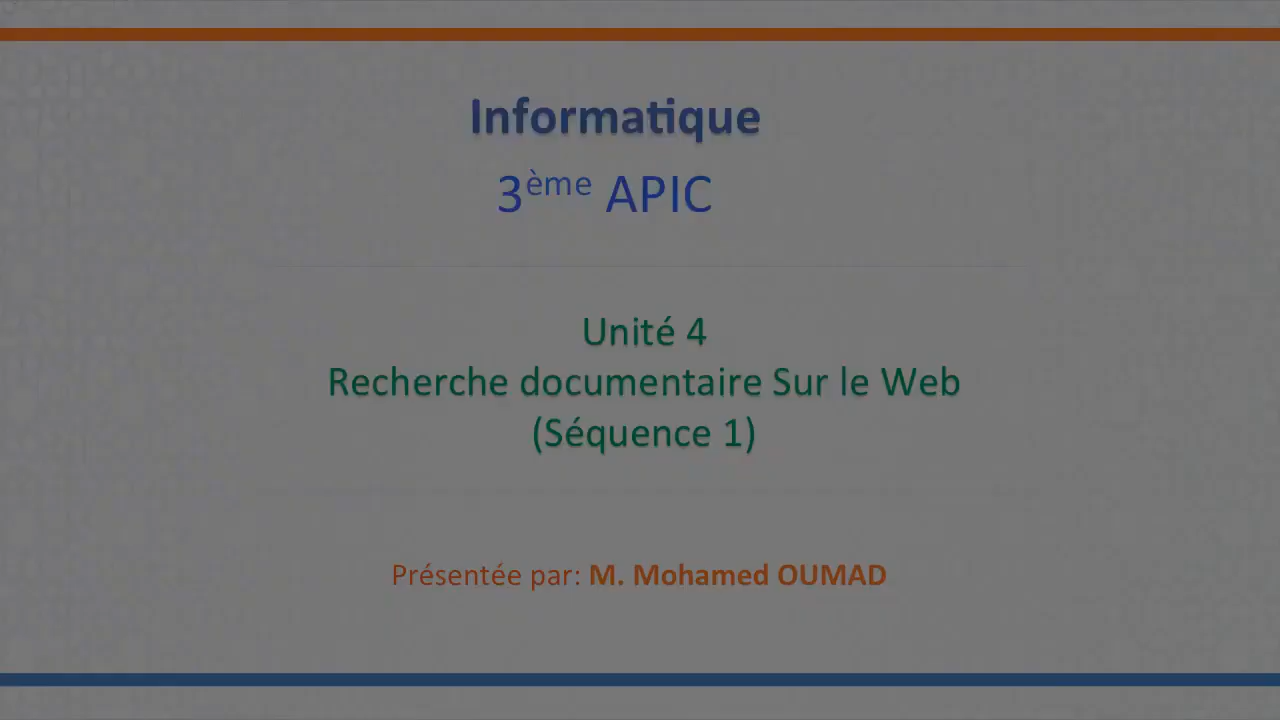 Informatique
3ème APIC
Unité 4
Recherche documentaire Sur le Web
(Séquence 1)
Présentée par: M. Mohamed OUMAD